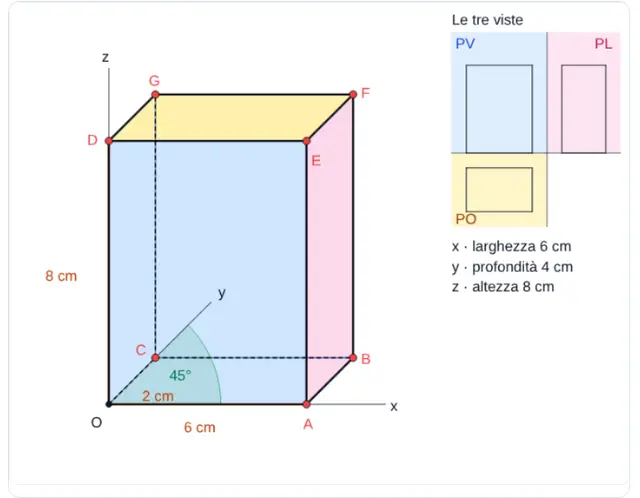 Le tre viste
PV
PL
PO
x · larghezza 6 cm
y · profondità 4 cm
z · altezza 8 cm
z
G
F
D
E
8 cm
y
C
B
45°
2 cm
x
O
6 cm
A